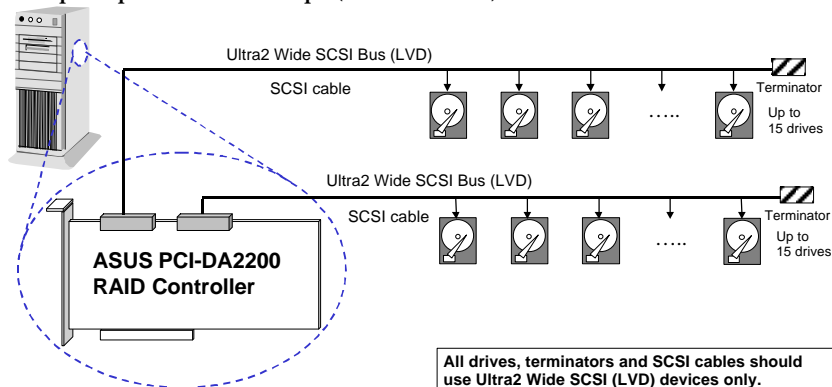 Ultra2 Wide SCSI Bus (LVD)
SCSI cable
Terminator
Up to
15 drives
.....
Ultra2 Wide SCSI Bus (LVD)
SCSI cable
Terminator
Up to
15 drives
.....
ASUS PCI-DA2200
RAID Controller
All drives, terminators and SCSI cables should
use Ultra2 Wide SCSI (LVD) devices only.